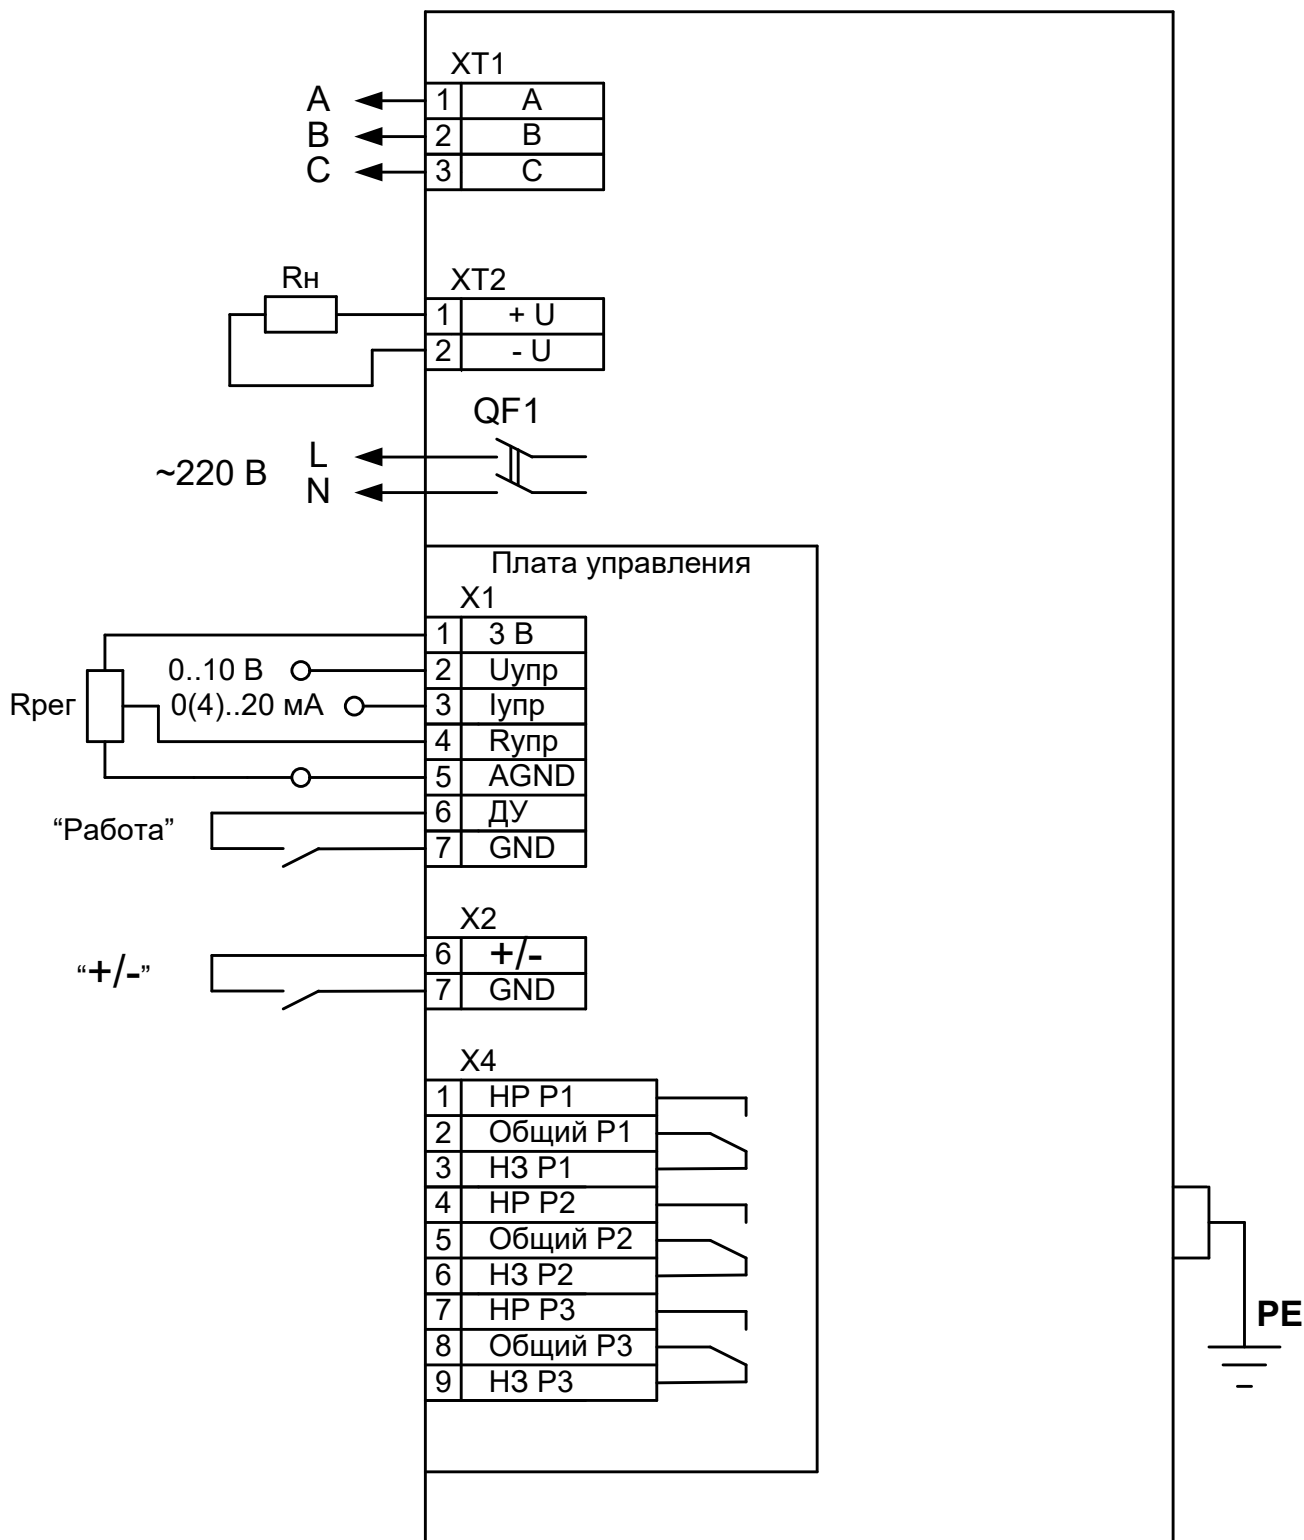 XT1
A 1 A
B 2 B
C 3 C
Rн
XT2
1 + U
2 - U
QF1
~220 В
L
N
Плата управления
X1
1 3 В
0..10 В 2 Uупр
Rрег 0(4)..20 мА 3 Iупр
4 Rупр
5 AGND
“Работа” 6 ДУ
7 GND
X2
“+/-” 6 +/-
7 GND
X4
1 НР Р1
2 Общий Р1
3 НЗ Р1
4 НР Р2
5 Общий Р2
6 НЗ Р2
7 НР Р3
8 Общий Р3
9 НЗ Р3
PE